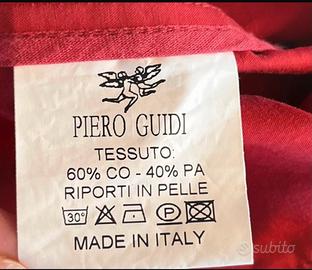 PIERO GUIDI
TESSUTO:
60% CO - 40% PA
RIPORTI IN PELLE
30° P
MADE IN ITALY
subito